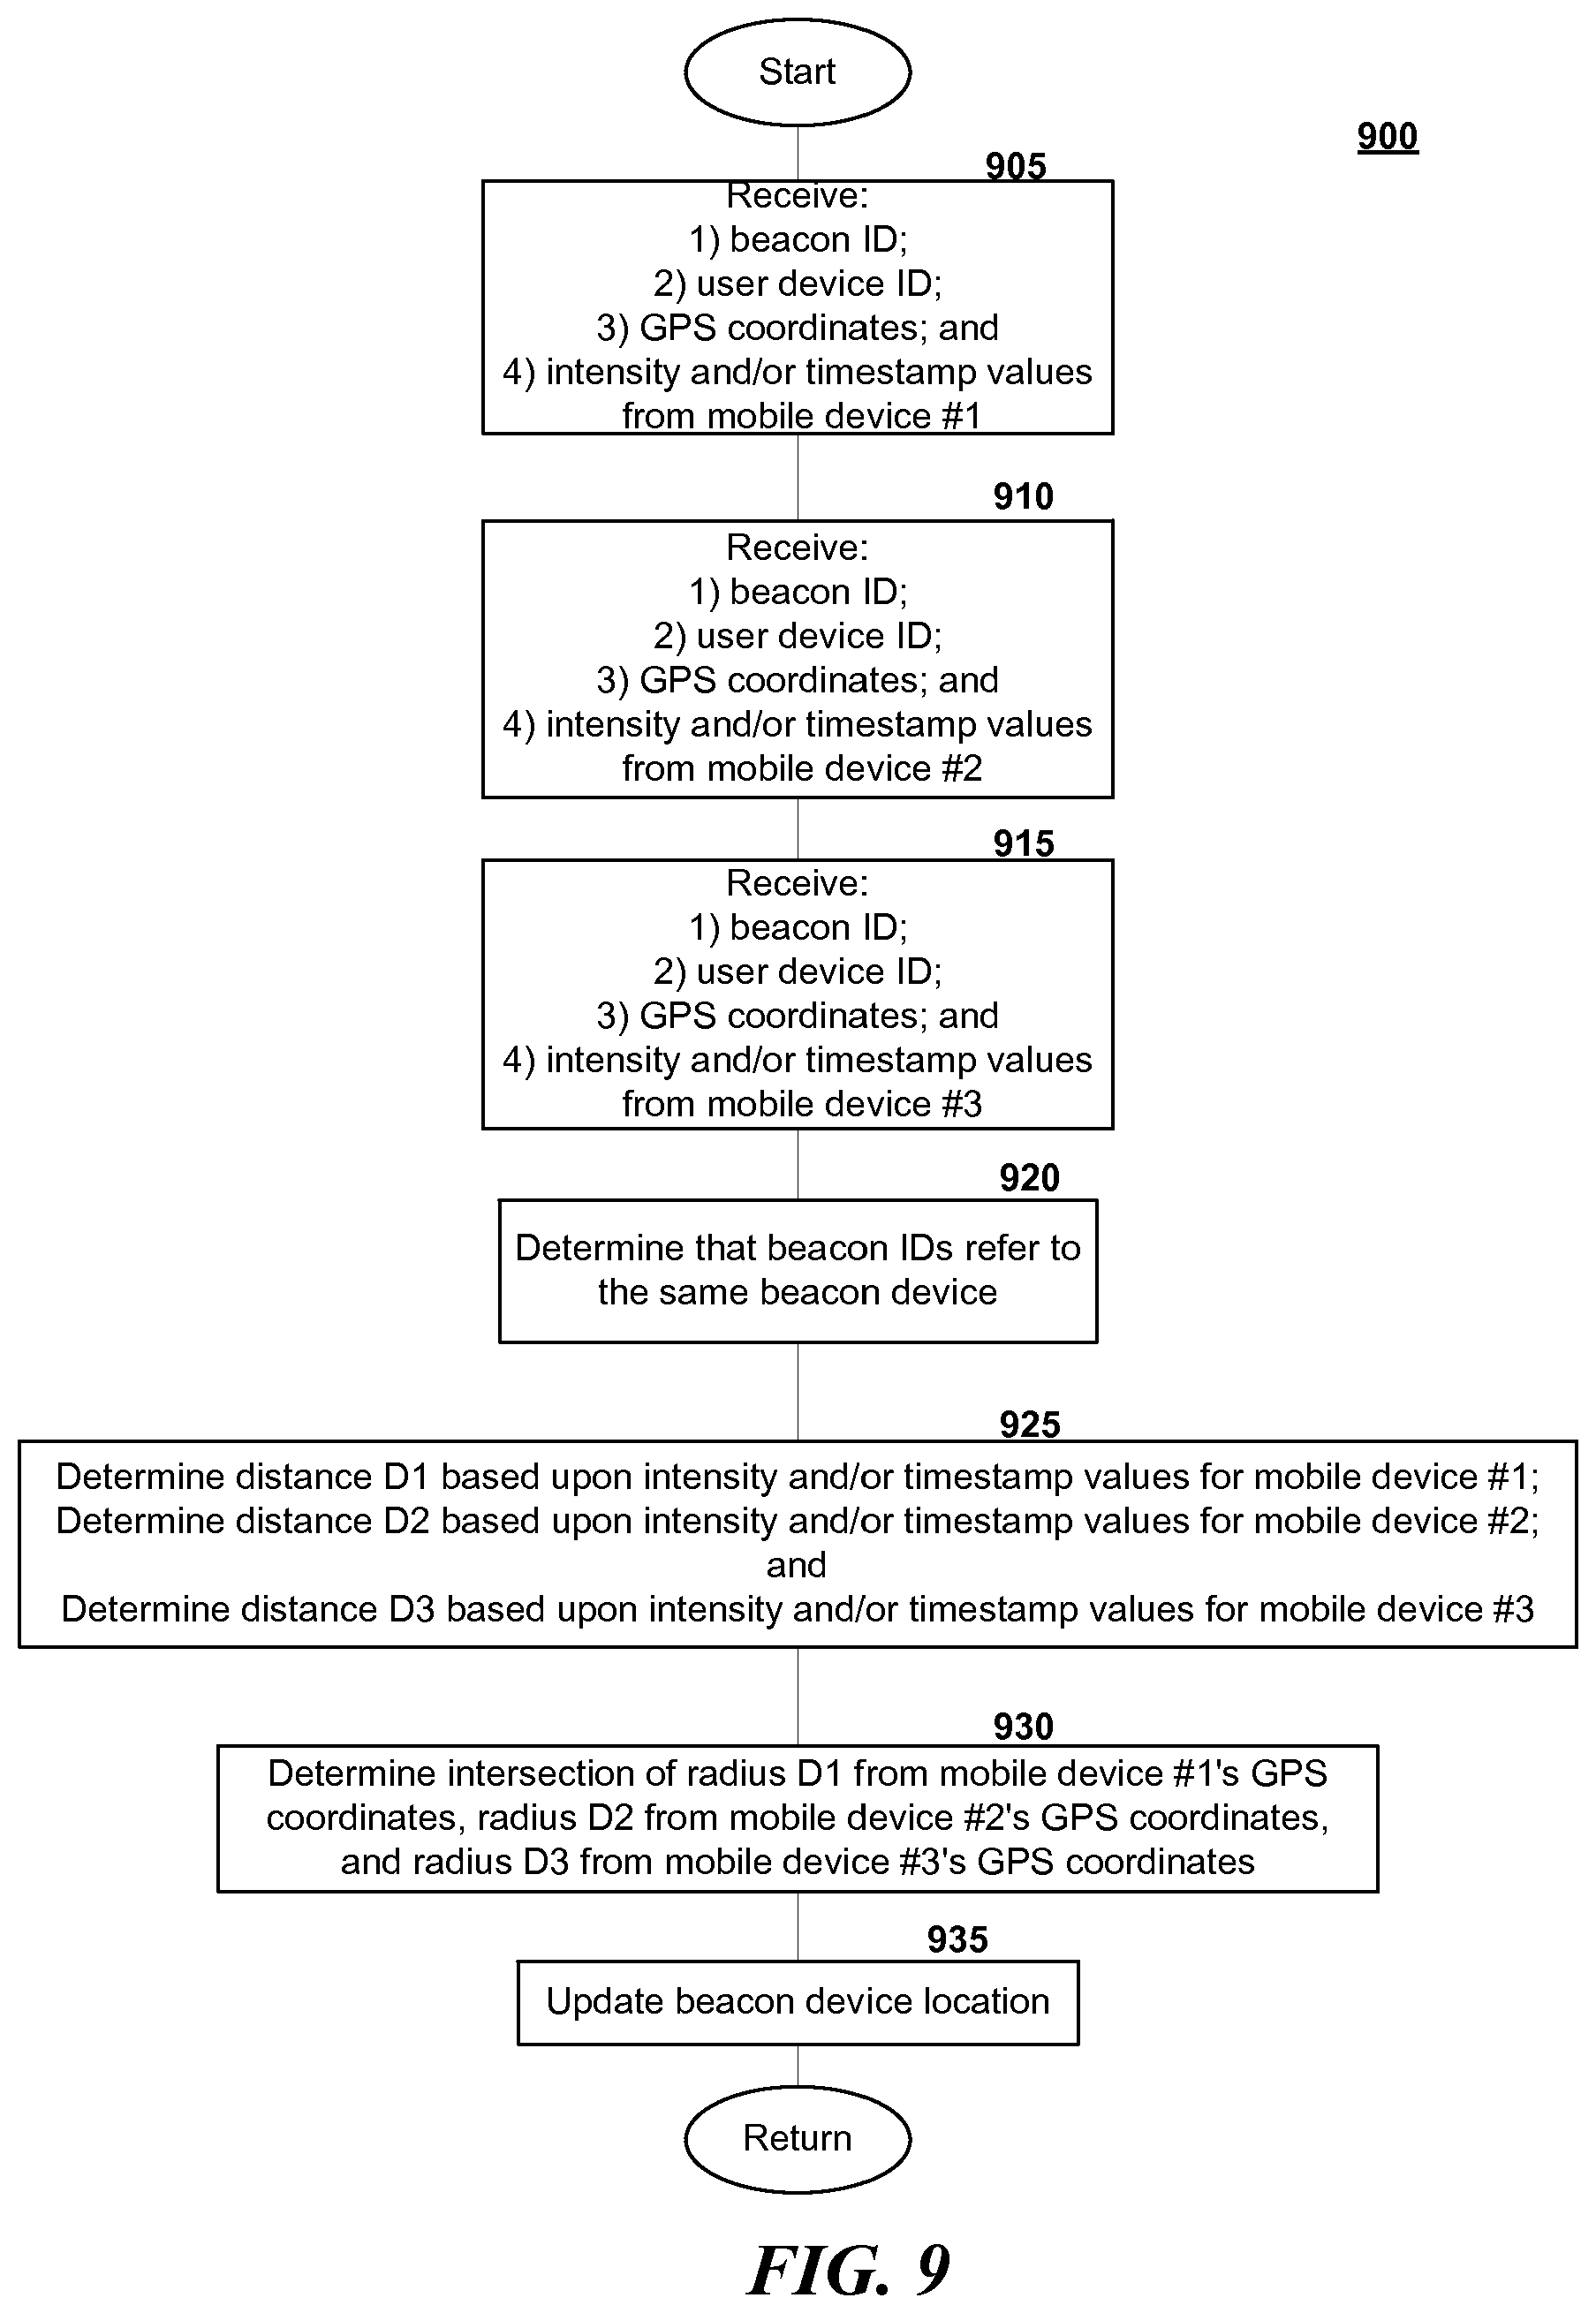 Start
900
905
Receive:
1) beacon ID;
2) user device ID;
3) GPS coordinates; and
4) intensity and/or timestamp values
from mobile device #1
910
Receive:
1) beacon ID;
2) user device ID;
3) GPS coordinates; and
4) intensity and/or timestamp values
from mobile device #2
915
Receive:
1) beacon ID;
2) user device ID;
3) GPS coordinates; and
4) intensity and/or timestamp values
from mobile device #3
920
Determine that beacon IDs refer to
the same beacon device
925
Determine distance D1 based upon intensity and/or timestamp values for mobile device #1;
Determine distance D2 based upon intensity and/or timestamp values for mobile device #2;
and
Determine distance D3 based upon intensity and/or timestamp values for mobile device #3
930
Determine intersection of radius D1 from mobile device #1's GPS
coordinates, radius D2 from mobile device #2's GPS coordinates,
and radius D3 from mobile device #3's GPS coordinates
935
Update beacon device location
Return
FIG. 9